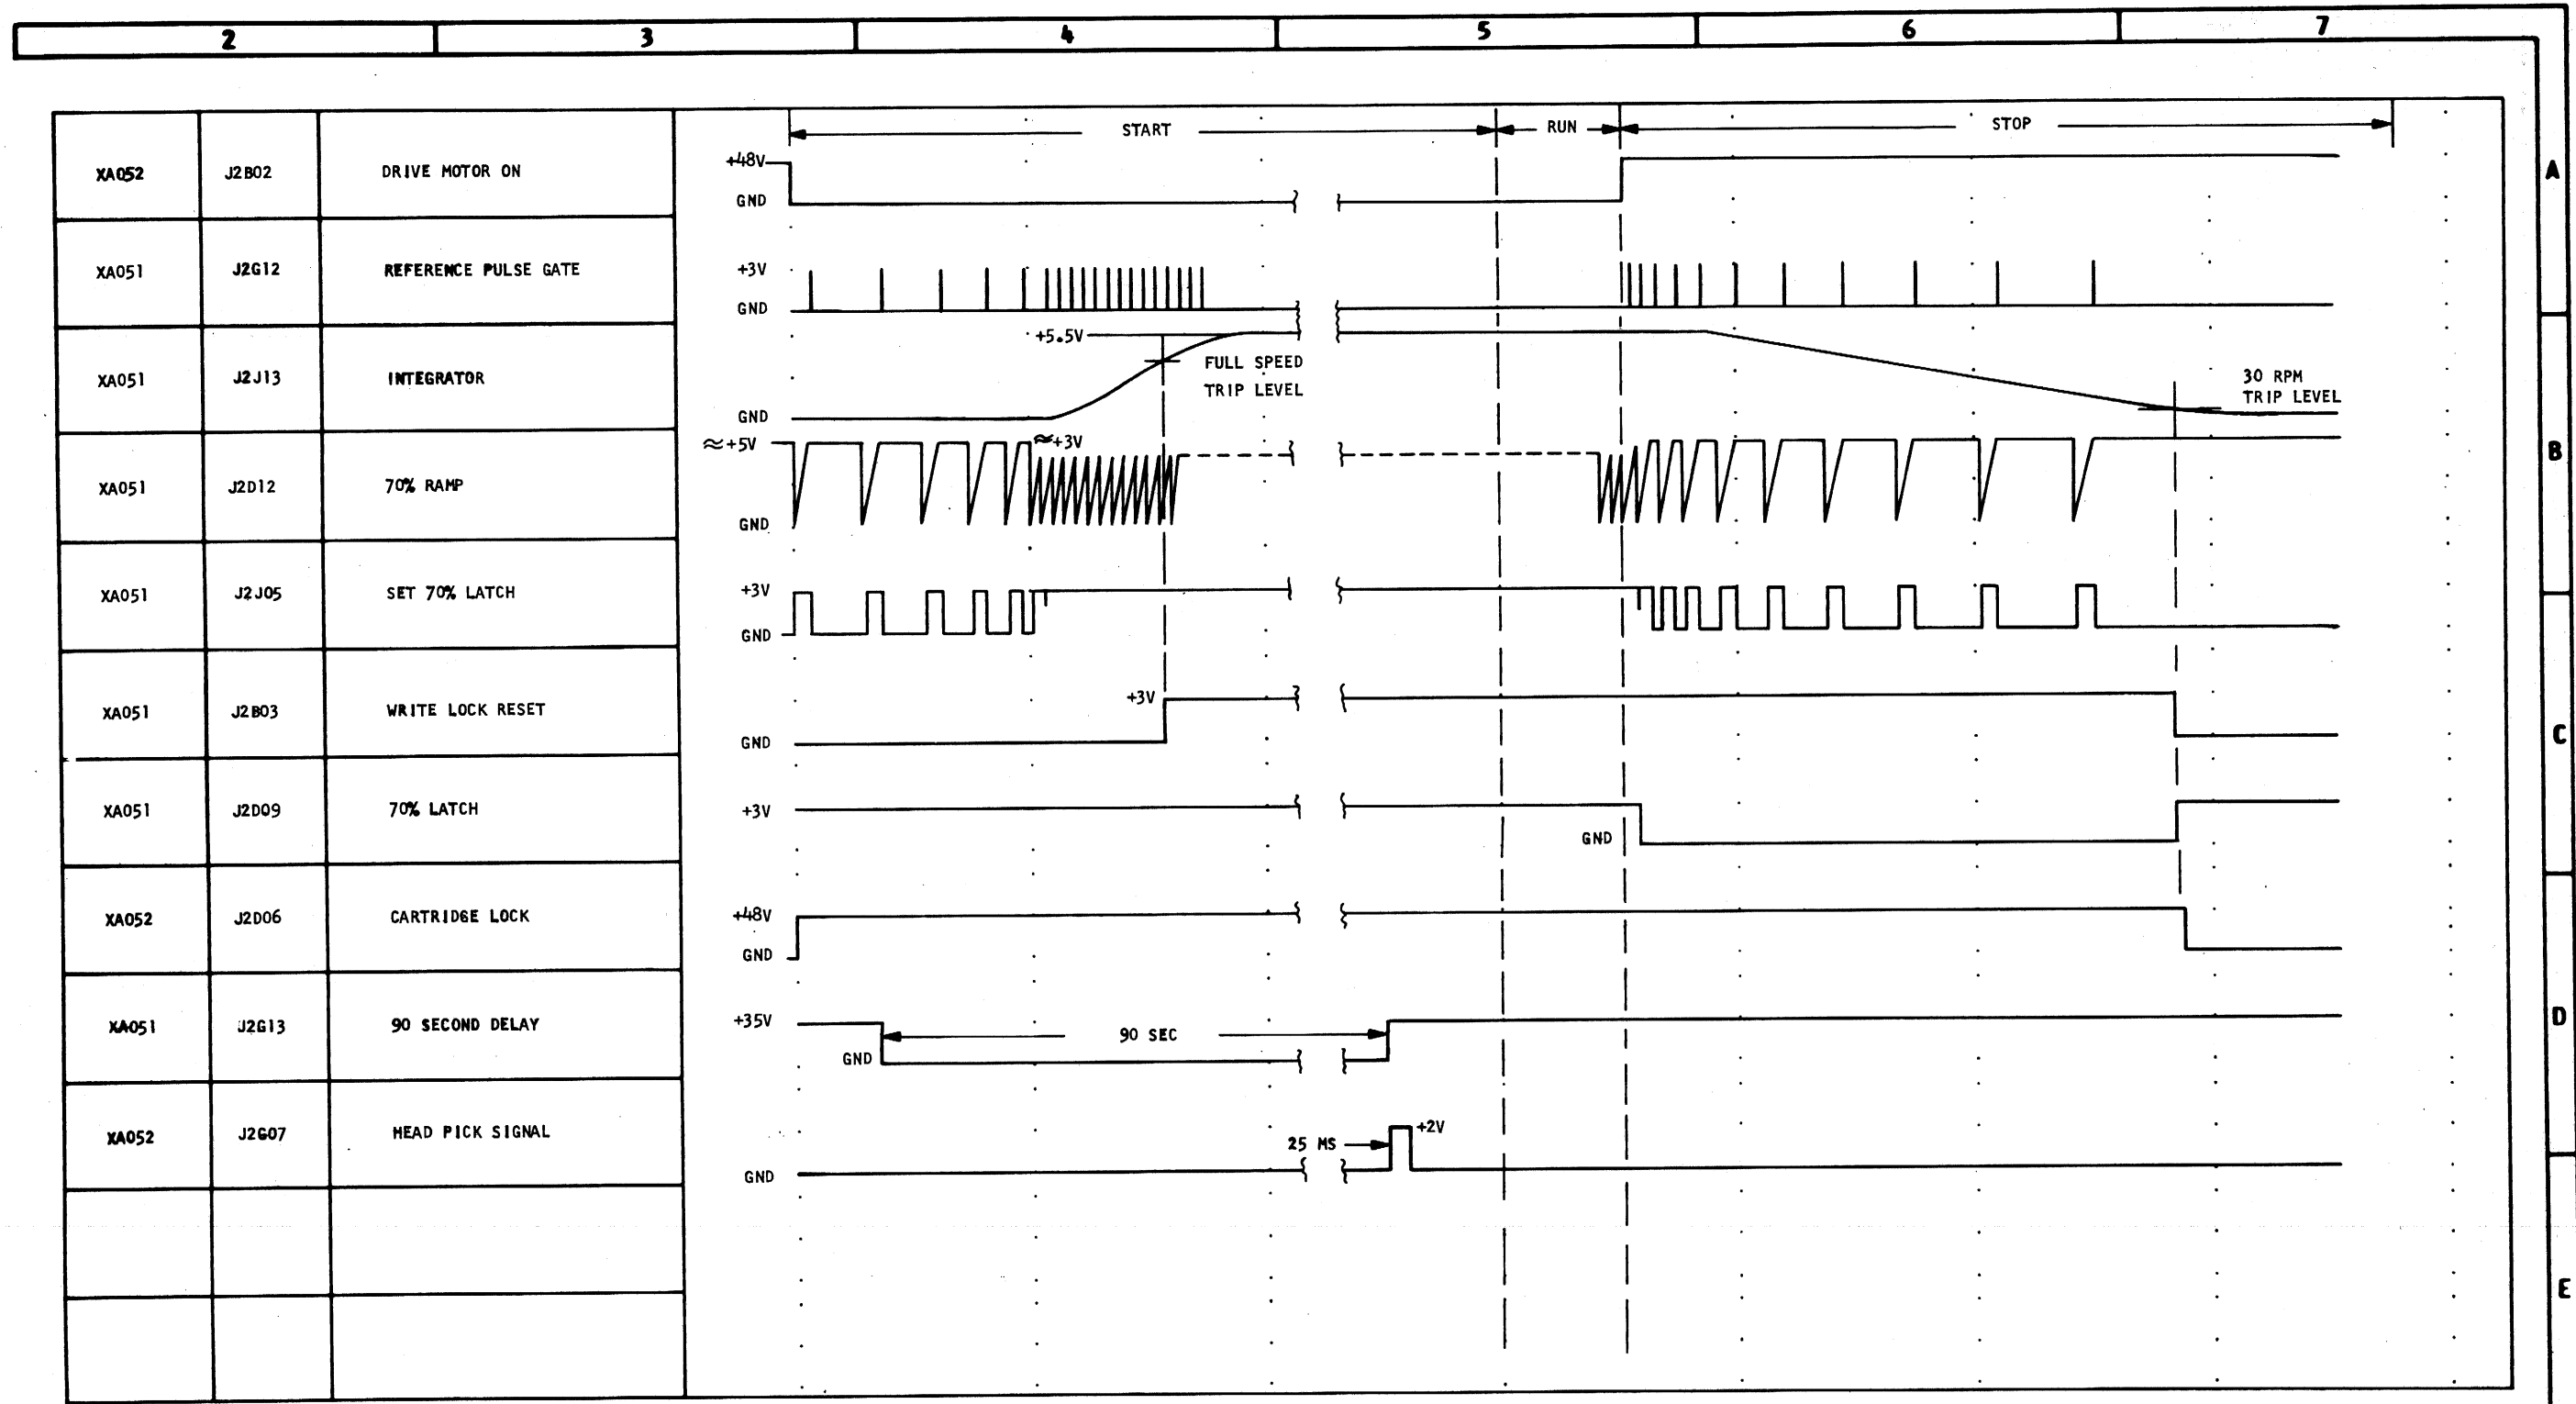 2 3 4 5 6 7
START RUN STOP
XA052 J2B02 DRIVE MOTOR ON +48V GND
A
XA051 J2G12 REFERENCE PULSE GATE +3V GND
XA051 J2J13 INTEGRATOR +5.5V GND
FULL SPEED
TRIP LEVEL
30 RPM
TRIP LEVEL
B
XA051 J2D12 70% RAMP ≈+5V ≈+3V GND
XA051 J2J05 SET 70% LATCH +3V GND
XA051 J2B03 WRITE LOCK RESET +3V GND
C
XA051 J2D09 70% LATCH +3V GND
XA052 J2D06 CARTRIDGE LOCK +48V GND
XA051 J2G13 90 SECOND DELAY +35V GND 90 SEC
D
XA052 J2G07 HEAD PICK SIGNAL GND 25 MS +2V
E